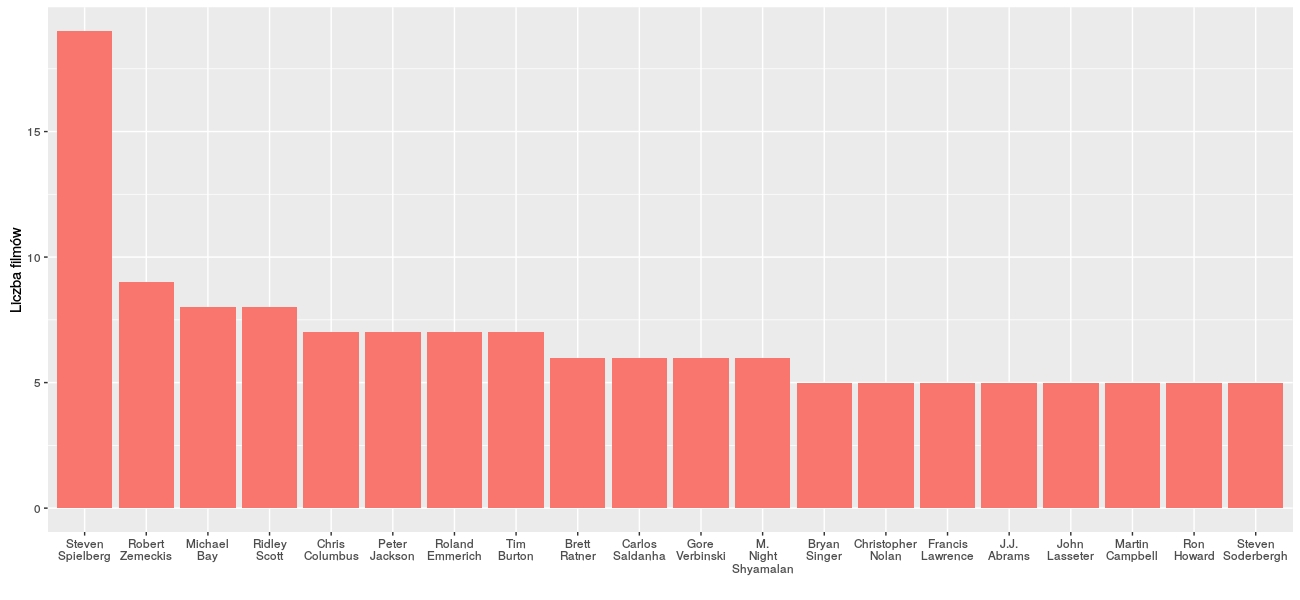 Liczba filmów
15
10
5
0
Steven
Spielberg
Robert
Zemeckis
Michael
Bay
Ridley
Scott
Chris
Columbus
Peter
Jackson
Roland
Emmerich
Tim
Burton
Brett
Ratner
Carlos
Saldanha
Gore
Verbinski
M.
Night
Shyamalan
Bryan
Singer
Christopher
Nolan
Francis
Lawrence
J.J.
Abrams
John
Lasseter
Martin
Campbell
Ron
Howard
Steven
Soderbergh